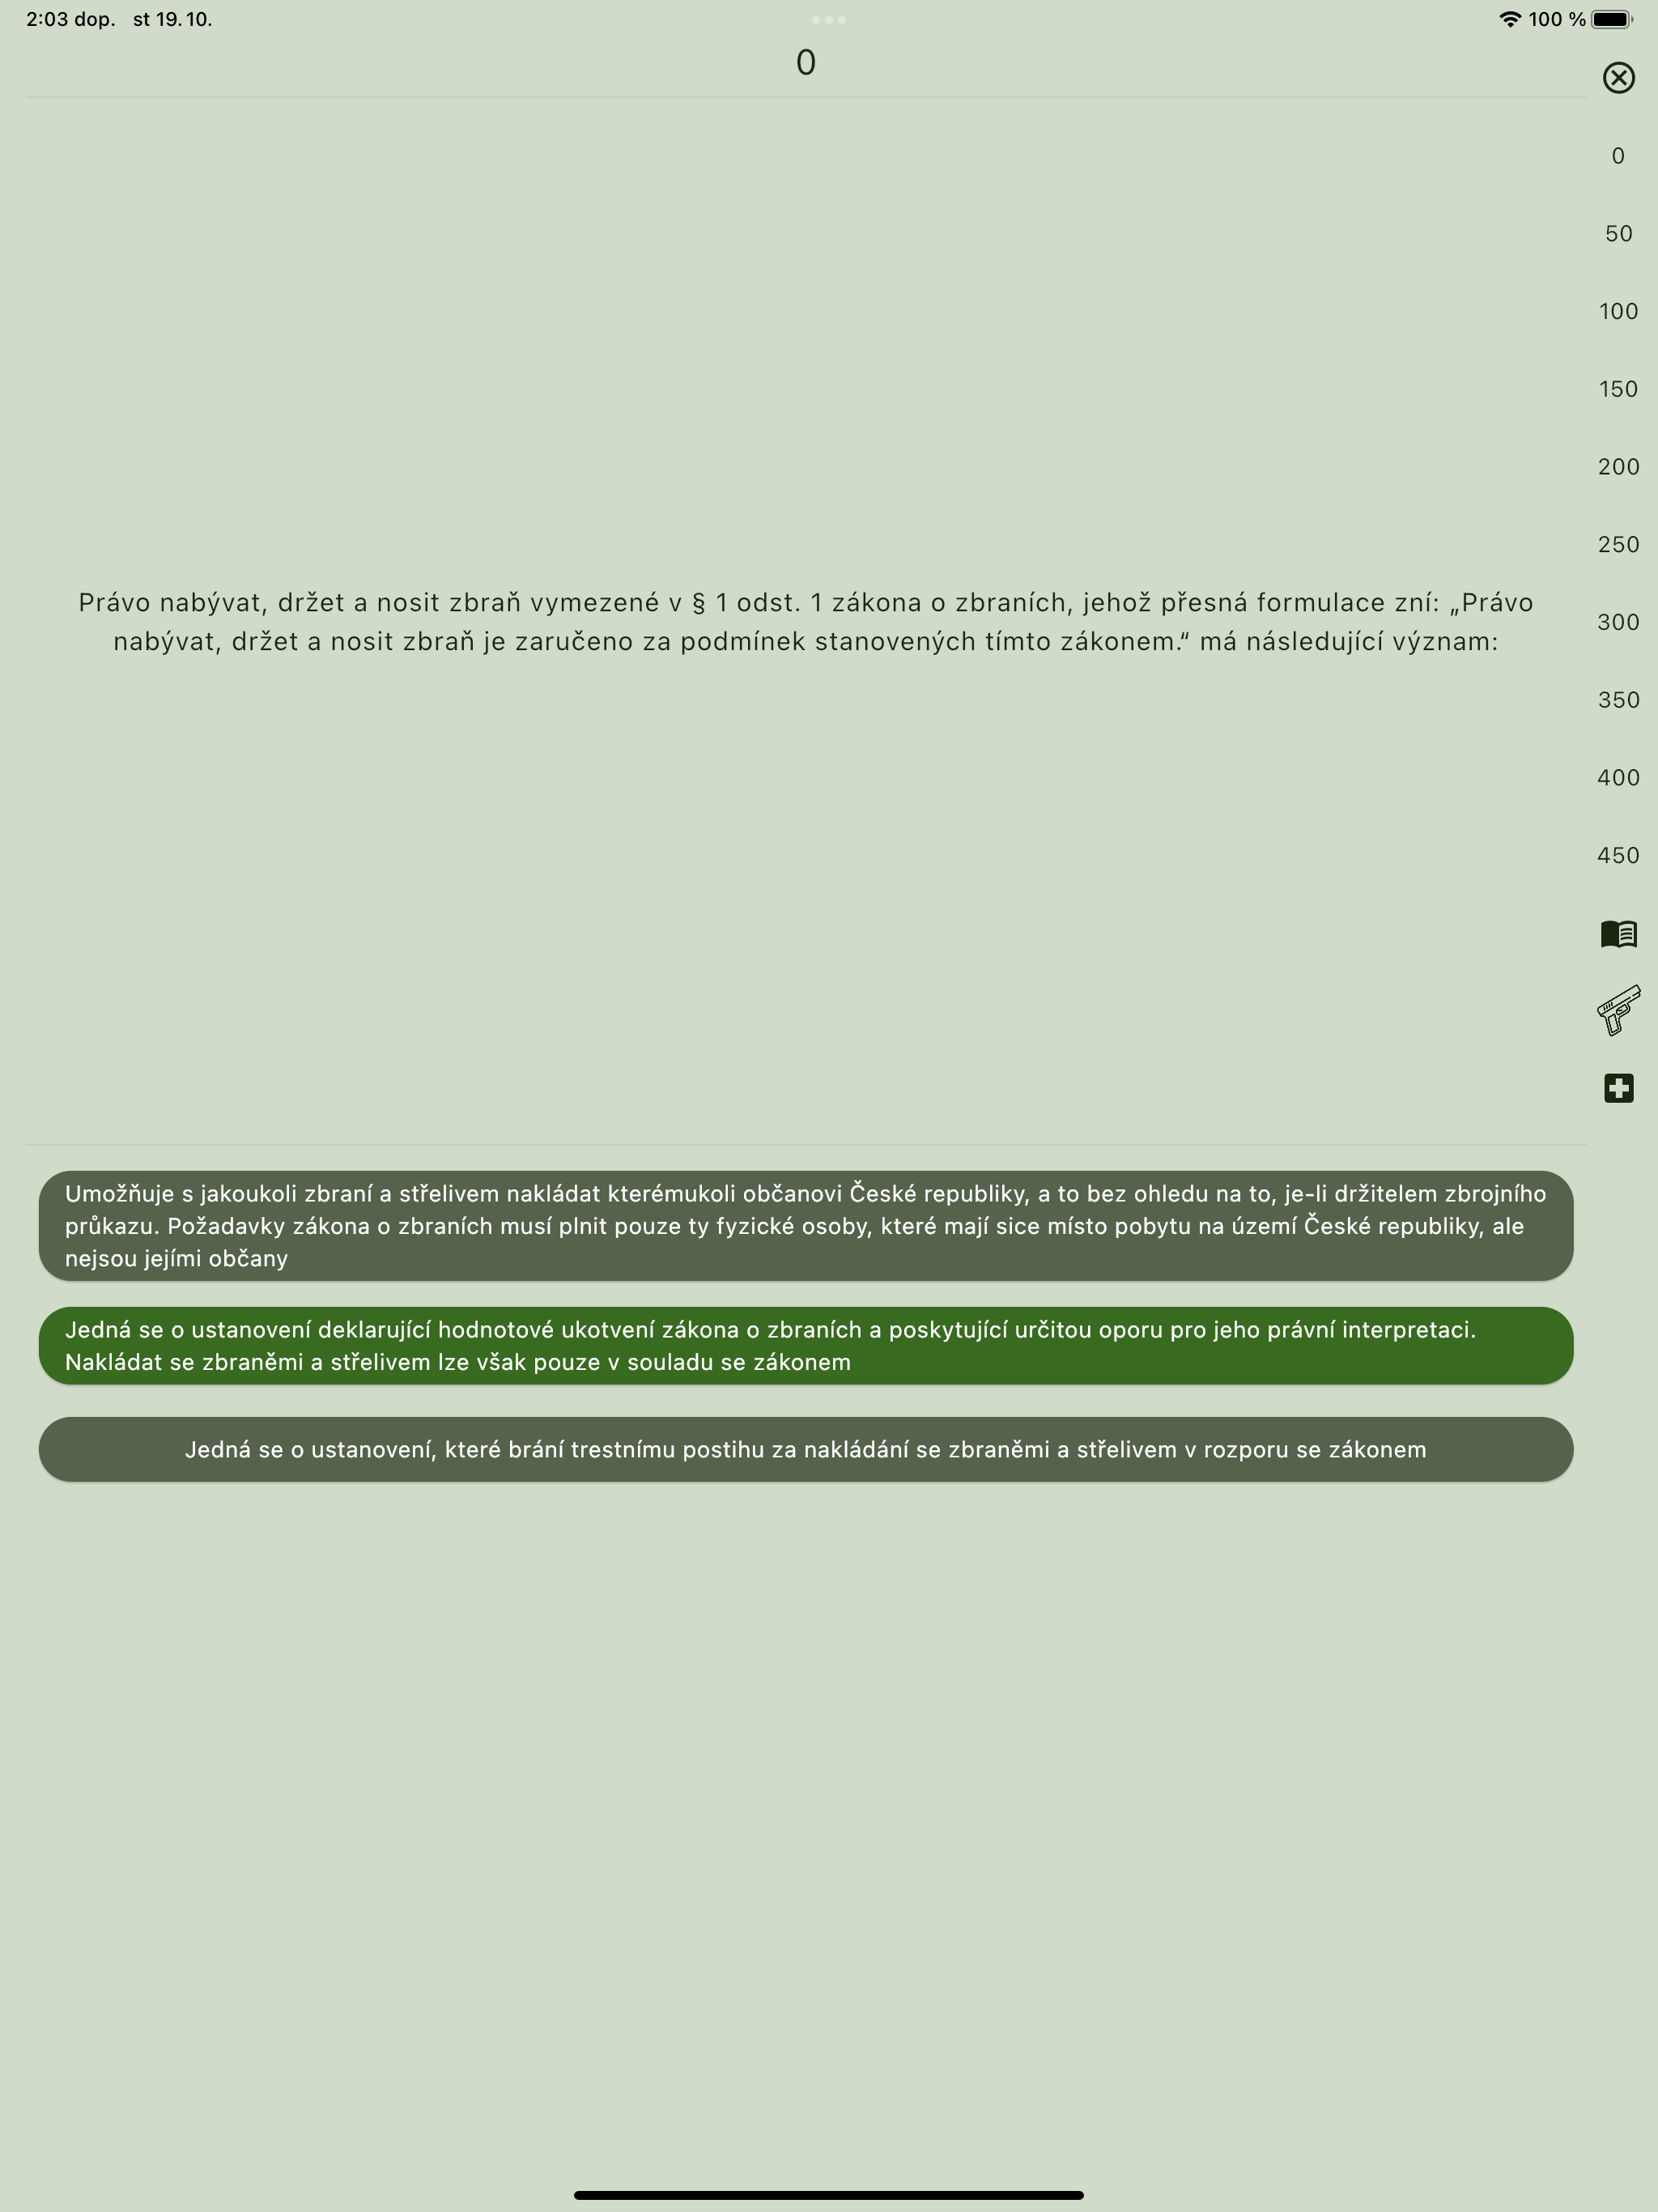 2:03 dop. st 19. 10.
100 %
0
0
50
100
150
200
250
300
350
400
450
Právo nabývat, držet a nosit zbraň vymezené v § 1 odst. 1 zákona o zbraních, jehož přesná formulace zní: „Právo
nabývat, držet a nosit zbraň je zaručeno za podmínek stanovených tímto zákonem.“ má následující význam:
Umožňuje s jakoukoli zbraní a střelivem nakládat kterémukoli občanovi České republiky, a to bez ohledu na to, je-li držitelem zbrojního
průkazu. Požadavky zákona o zbraních musí plnit pouze ty fyzické osoby, které mají sice místo pobytu na území České republiky, ale
nejsou jejími občany
Jedná se o ustanovení deklarující hodnotové ukotvení zákona o zbraních a poskytující určitou oporu pro jeho právní interpretaci.
Nakládat se zbraněmi a střelivem lze však pouze v souladu se zákonem
Jedná se o ustanovení, které brání trestnímu postihu za nakládání se zbraněmi a střelivem v rozporu se zákonem